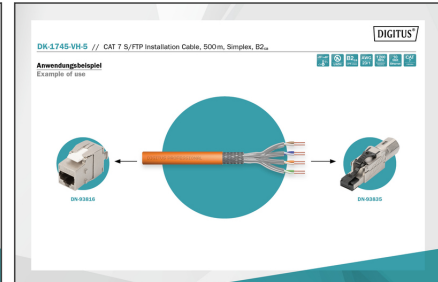 DIGITUS®
DK-1745-VH-5 // CAT 7 S/FTP Installation Cable, 500m, Simplex, B2ca
Anwendungsbeispiel
Example of use
DN-93816
DN-93835